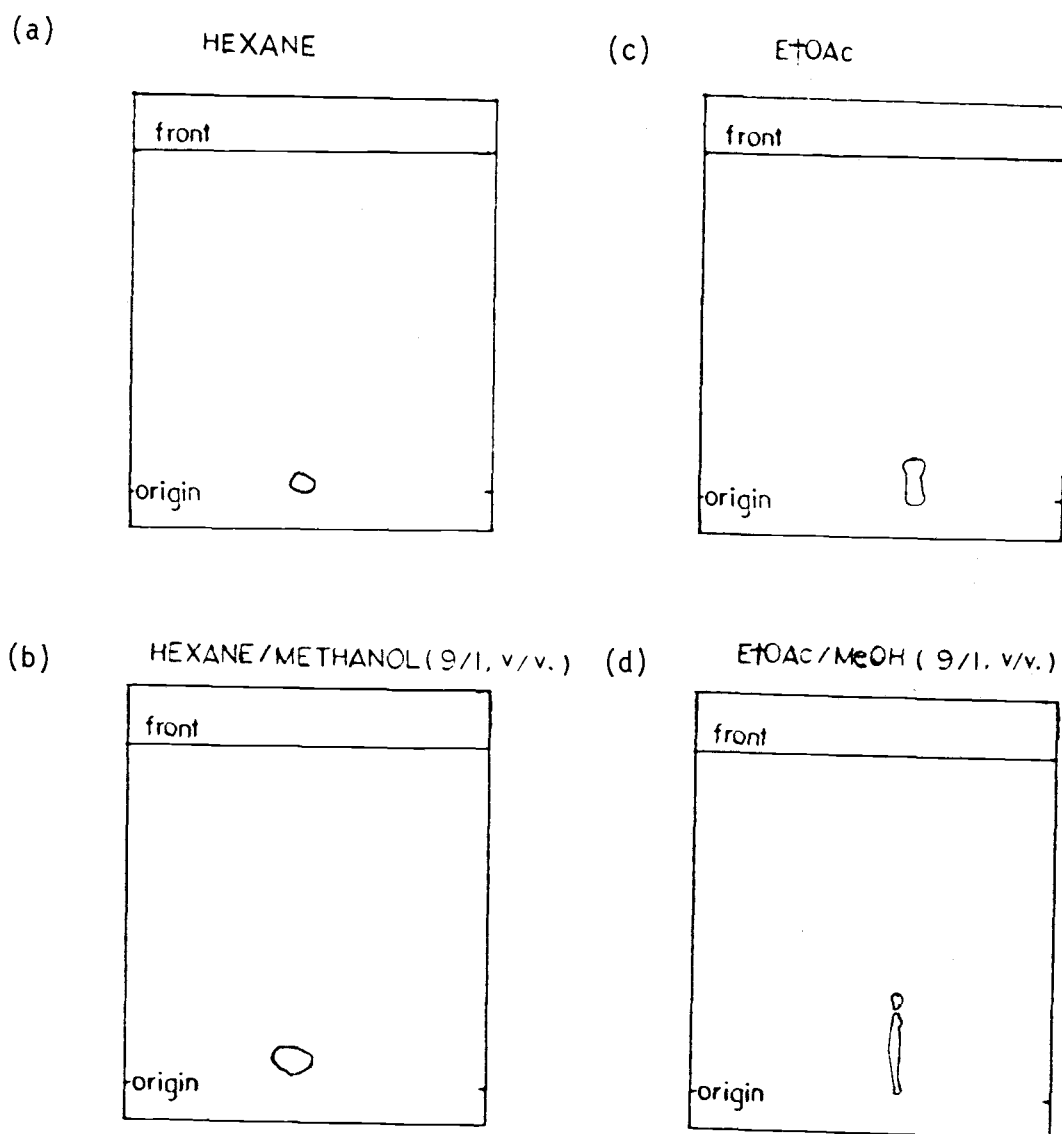 (a)
HEXANE
front
origin
(c)
EtOAc
front
origin
(b)
HEXANE/METHANOL(9/1, v/v.)
front
origin
(d)
EtOAc/MeOH (9/1, v/v.)
front
origin